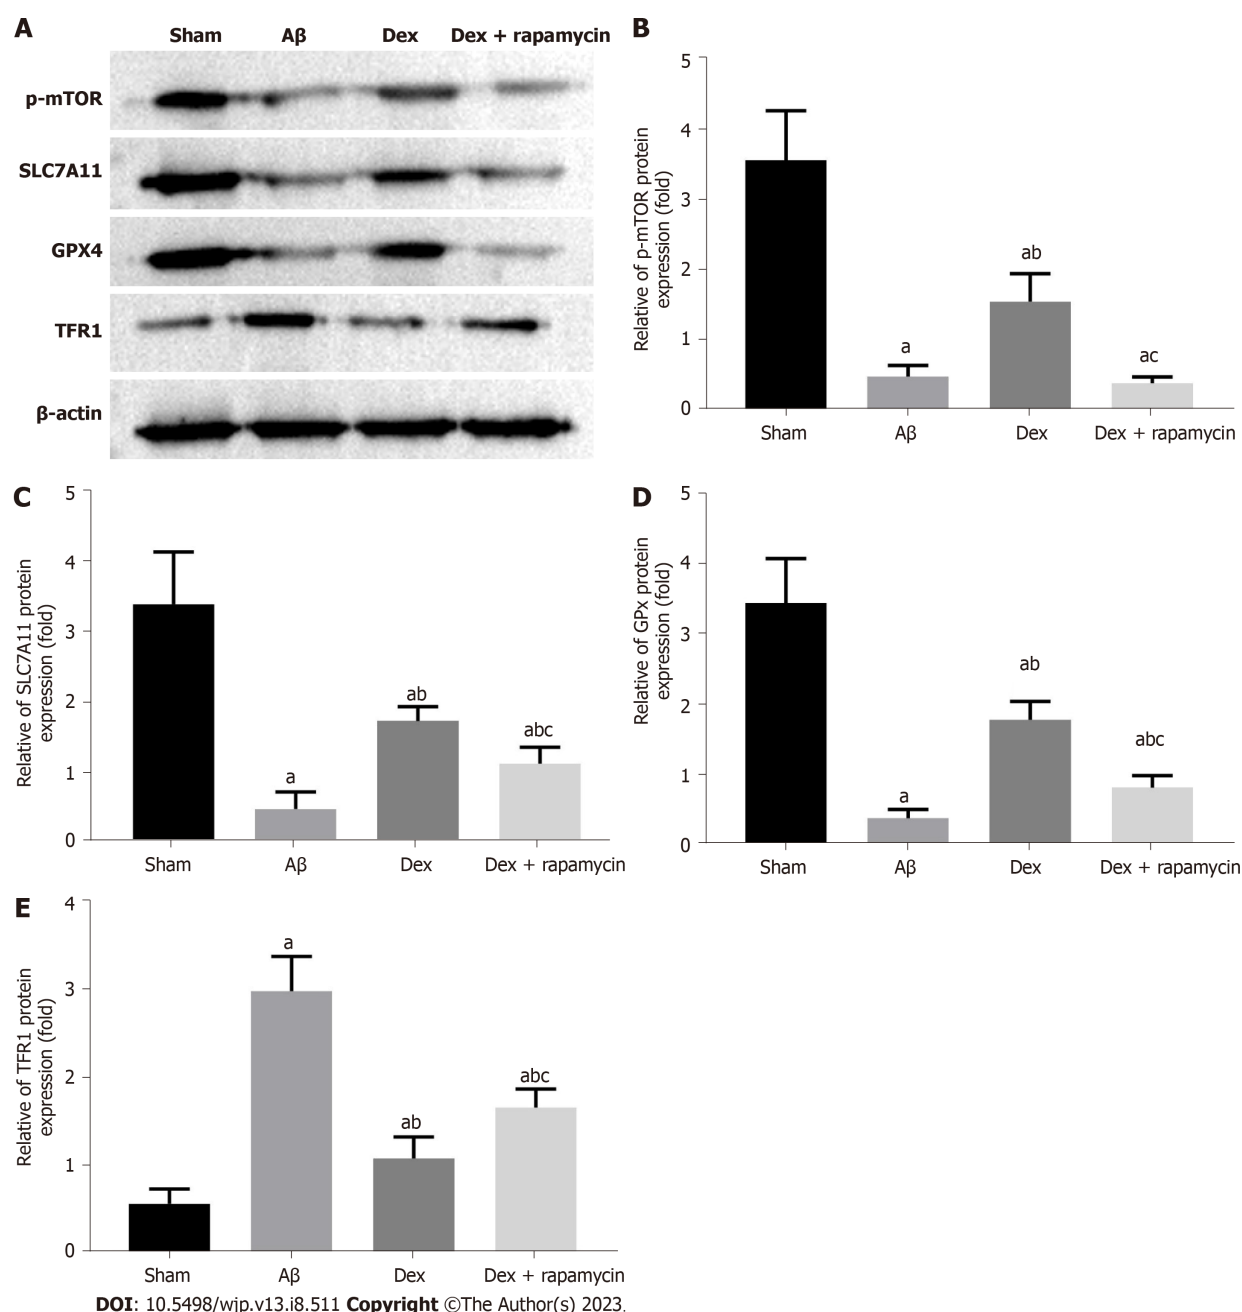 A
Sham Aβ Dex Dex + rapamycin
p-mTOR
SLC7A11
GPX4
TFR1
β-actin
B
Relative of p-mTOR protein
expression (fold)
5
4
3
2
1
0
a
ab
ac
Sham Aβ Dex Dex + rapamycin
C
Relative of SLC7A11 protein
expression (fold)
5
4
3
2
1
0
a
ab
abc
Sham Aβ Dex Dex + rapamycin
D
Relative of GPx protein
expression (fold)
5
4
3
2
1
0
a
ab
abc
Sham Aβ Dex Dex + rapamycin
E
Relative of TFR1 protein
expression (fold)
4
3
2
1
0
a
ab
abc
Sham Aβ Dex Dex + rapamycin
DOI: 10.5498/wjp.v13.i8.511 Copyright ©The Author(s) 2023.